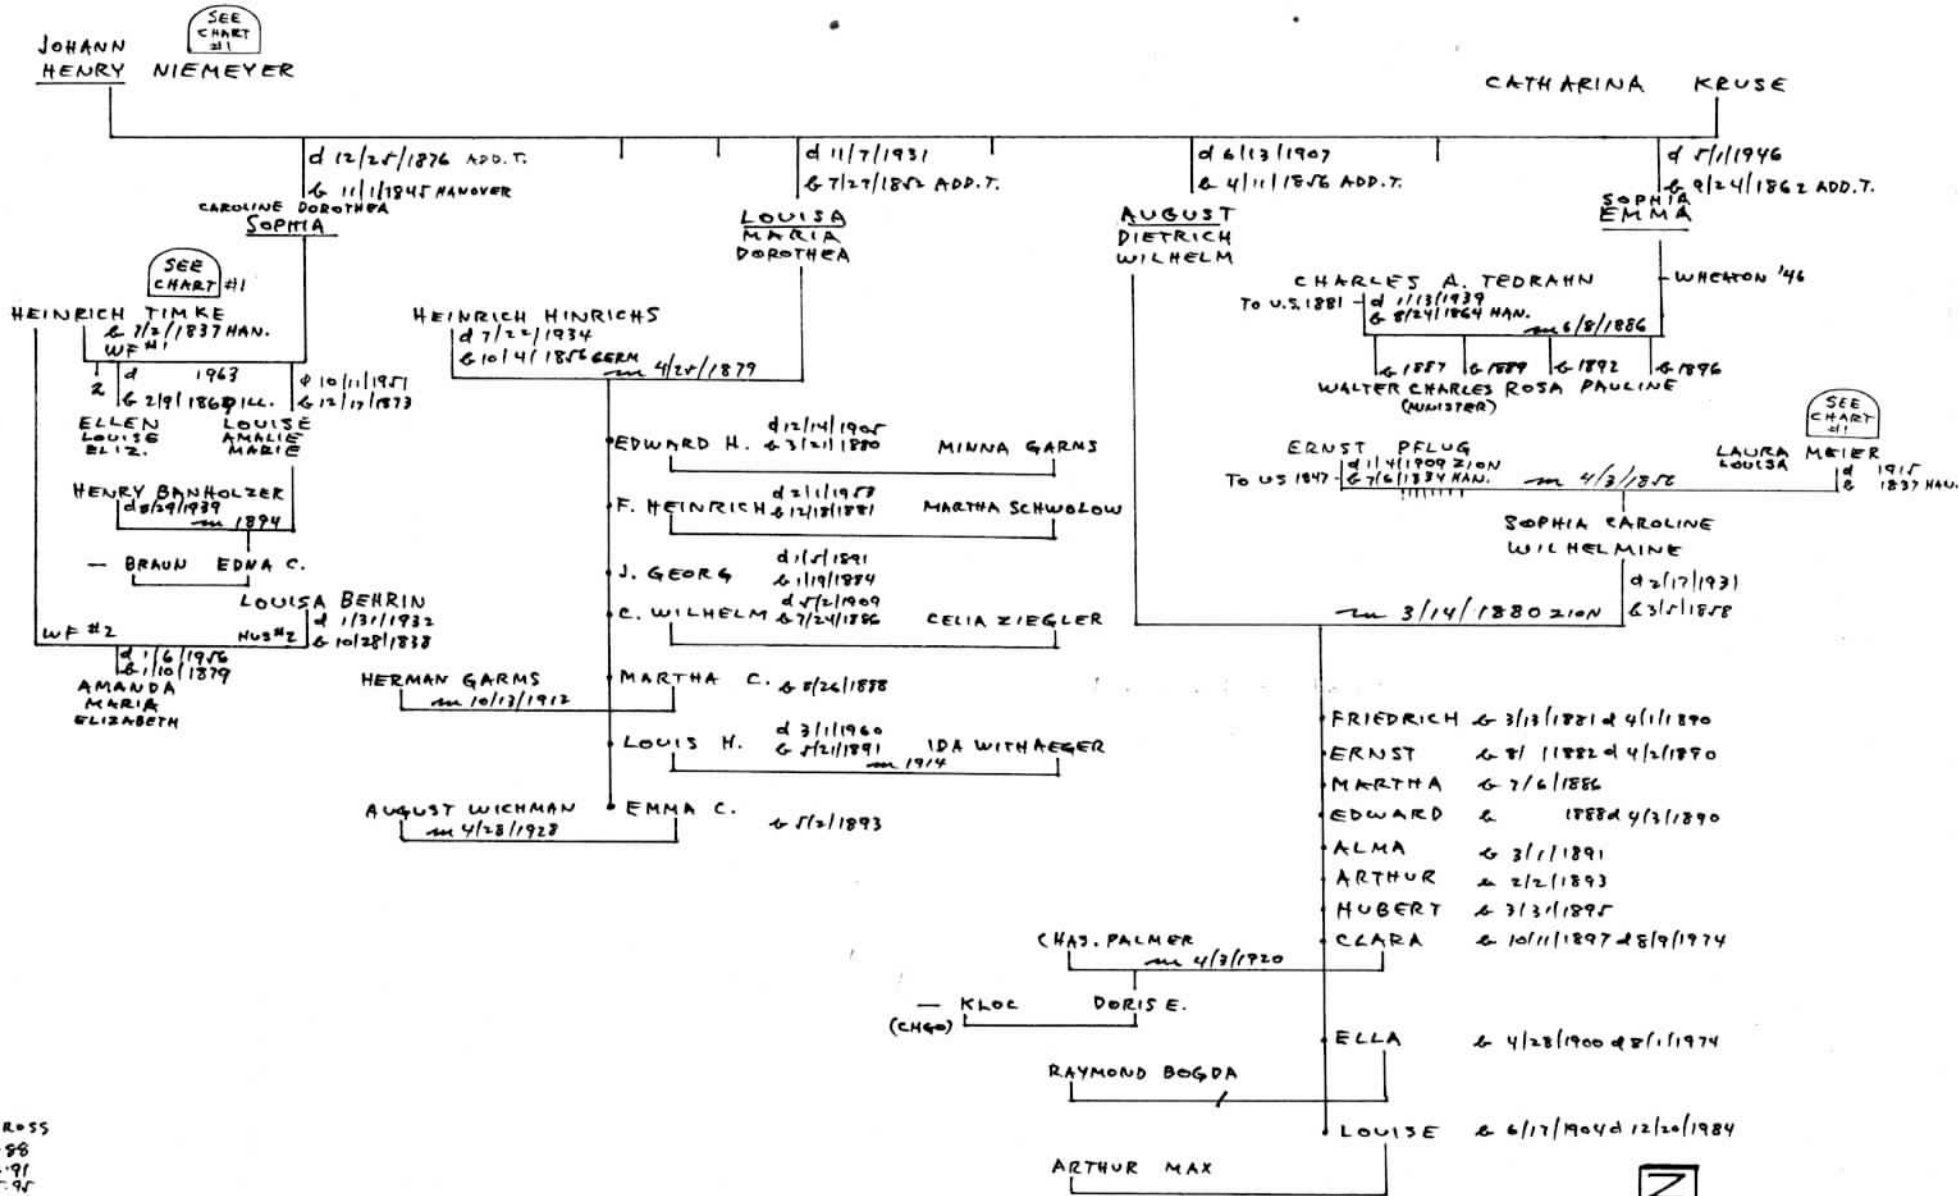 SEE
CHART
#1
JOHANN
HENRY NIEMEYER
CATHARINA KRUSE
d 12/25/1876 ADD.T.
b 11/1/1845 HANOVER
CAROLINE DOROTHEA
SOPHIA
d 11/7/1931
b 7/27/1852 ADD.T.
LOUISA
MARIA
DOROTHEA
d 6/13/1907
b 4/11/1856 ADD.T.
AUGUST
DIETRICH
WILHELM
d 5/1/1946
b 9/24/1862 ADD.T.
SOPHIA
EMMA
WHEATON '46
SEE
CHART #1
HEINRICH TIMKE
b 7/2/1837 HAN.
WF #1
2
d 1963
b 2/9/1869 ILL.
ELLEN
LOUISE
ELIZ.
d 10/11/1951
b 12/17/1873
LOUISE
AMALIE
MARIE
HENRY BANHOLZER
d 8/29/1939
m 1894
— BRAUN EDNA C.
LOUISA BEHRIN
d 1/31/1932
b 10/28/1838
WF #2 HUS #2
d 1/6/1956
b 1/10/1879
AMANDA
MARIA
ELIZABETH
HEINRICH HINRICHS
d 7/22/1934
b 10/4/1856 GERM
m 4/25/1879
d 12/14/1905
EDWARD H. b 3/21/1880 MINNA GARMS
d 2/1/1958
F. HEINRICH b 12/18/1881 MARTHA SCHWOLOW
d 1/5/1891
J. GEORG b 1/19/1884
d 5/2/1909
C. WILHELM b 7/24/1886 CELIA ZIEGLER
HERMAN GARMS MARTHA C. b 8/26/1888
m 10/13/1912
d 3/1/1960
LOUIS H. b 5/21/1891 IDA WITHAEGER
m 1914
AUGUST WICHMAN EMMA C. b 5/2/1893
m 4/28/1928
CHARLES A. TEDRAHN
TO U.S. 1881 d 1/13/1939
b 8/24/1864 HAN.
m 6/8/1886
b 1887 b 1889 b 1892 b 1896
WALTER CHARLES ROSA PAULINE
(MINISTER)
SEE
CHART
#1
ERNST PFLUG
TO US 1847 d 1/4/1909 ZION
b 7/6/1834 HAN.
m 4/3/1856
LAURA MEIER
LOUISA
d 1915
b 1837 HAN.
SOPHIA CAROLINE
WILHELMINE
d 2/17/1931
b 3/5/1858
m 3/14/1880 ZION
FRIEDRICH b 3/13/1881 d 4/1/1890
ERNST b 8/ /1882 d 4/2/1890
MARTHA b 7/6/1886
EDWARD b 1888 d 4/3/1890
ALMA b 3/1/1891
ARTHUR b 2/2/1893
HUBERT b 3/31/1895
CHAS. PALMER CLARA b 10/11/1897 d 8/9/1974
m 4/3/1920
— KLOC DORIS E.
(CHGO)
ELLA b 4/28/1900 d 8/1/1974
RAYMOND BOGDA
LOUISE b 6/17/1904 d 12/20/1984
ARTHUR MAX
ROSS
88
91
95